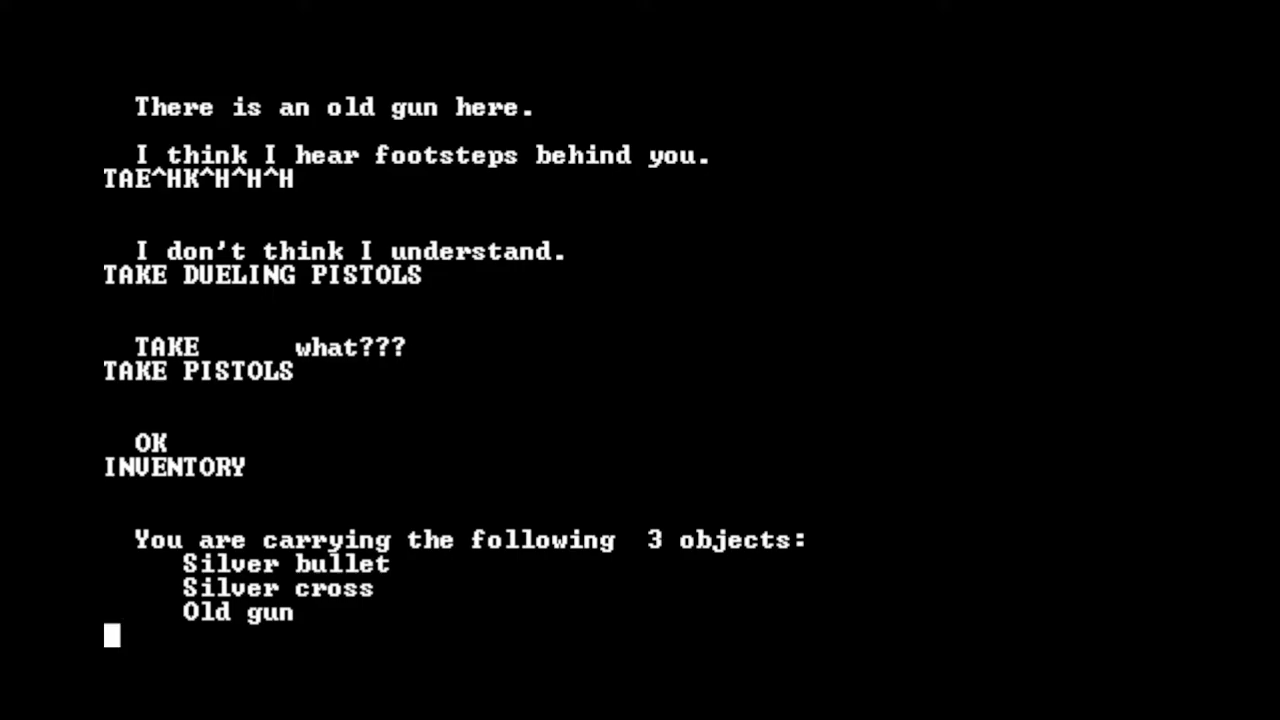 There is an old gun here.
I think I hear footsteps behind you.
TAE^HK^H^H^H
I don't think I understand.
TAKE DUELING PISTOLS
TAKE      what???
TAKE PISTOLS
OK
INVENTORY
You are carrying the following  3 objects:
Silver bullet
Silver cross
Old gun